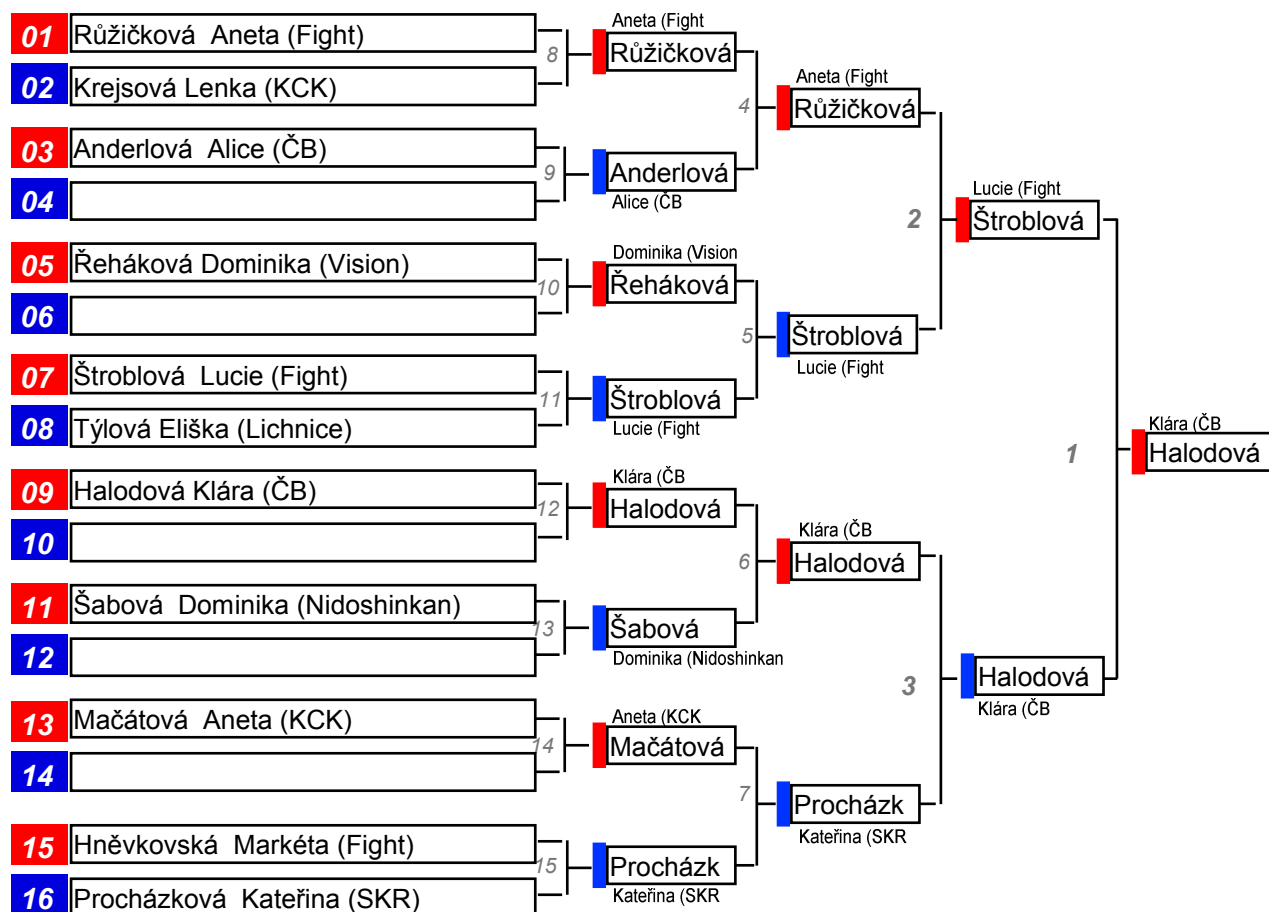 01 Růžičková  Aneta (Fight)
02 Krejsová Lenka (KCK)
03 Anderlová  Alice (ČB)
04
05 Řeháková Dominika (Vision)
06
07 Štroblová  Lucie (Fight)
08 Týlová Eliška (Lichnice)
09 Halodová Klára (ČB)
10
11 Šabová  Dominika (Nidoshinkan)
12
13 Mačátová  Aneta (KCK)
14
15 Hněvkovská  Markéta (Fight)
16 Procházková  Kateřina (SKR)
8
Aneta (Fight
Růžičková
9
Anderlová
Alice (ČB
10
Dominika (Vision
Řeháková
11
Štroblová
Lucie (Fight
12
Klára (ČB
Halodová
13
Šabová
Dominika (Nidoshinkan
14
Aneta (KCK
Mačátová
15
Procházk
Kateřina (SKR
4
Aneta (Fight
Růžičková
5
Štroblová
Lucie (Fight
6
Klára (ČB
Halodová
7
Procházk
Kateřina (SKR
2
Lucie (Fight
Štroblová
3
Halodová
Klára (ČB
1
Klára (ČB
Halodová